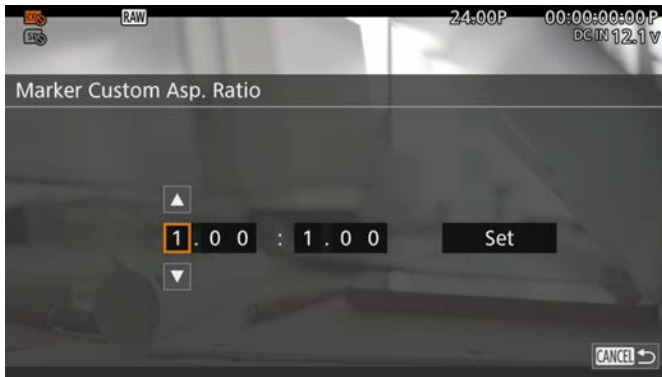 RAW 24.00P 00:00:00:00 P
DC IN 12.1 V
Marker Custom Asp. Ratio
1.00 : 1.00 Set
CANCEL